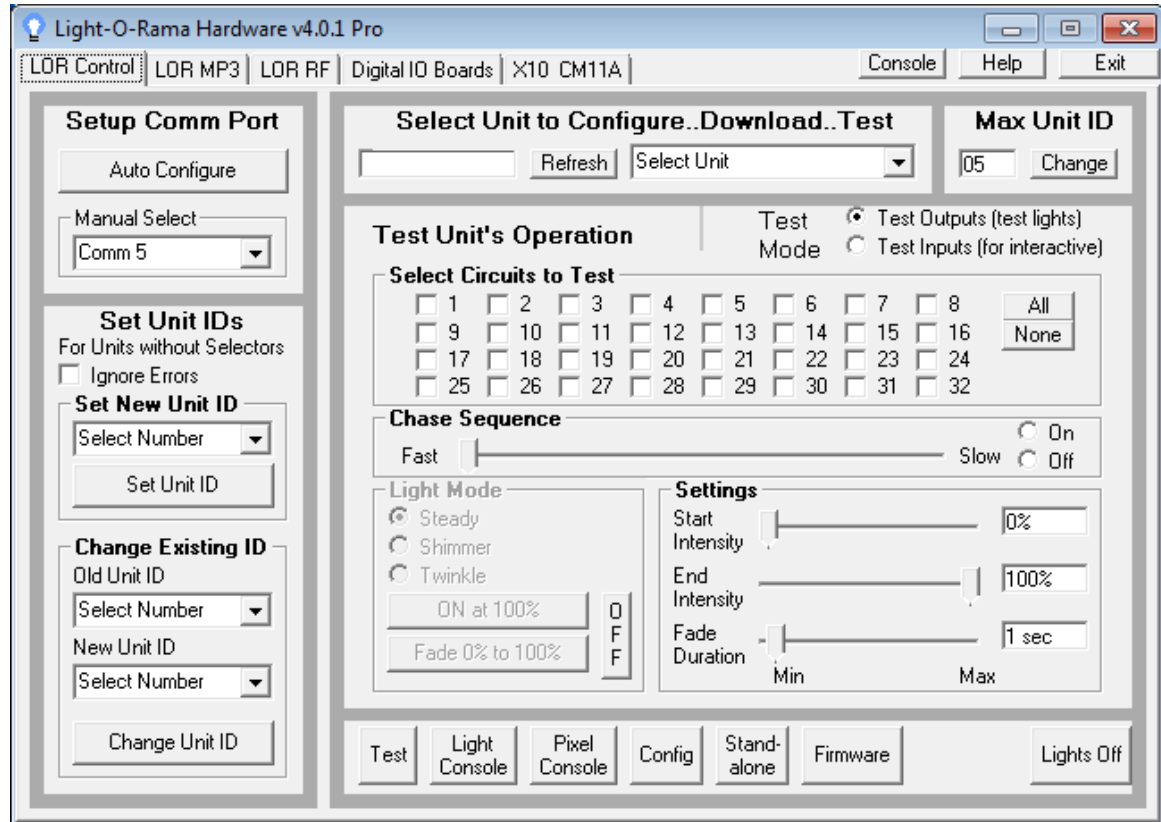 Light-O-Rama Hardware v4.0.1 Pro
LOR Control LOR MP3 LOR RF Digital IO Boards X10 CM11A Console Help Exit
Setup Comm Port
Auto Configure
Manual Select
Comm 5
Set Unit IDs
For Units without Selectors
Ignore Errors
Set New Unit ID
Select Number
Set Unit ID
Change Existing ID
Old Unit ID
Select Number
New Unit ID
Select Number
Change Unit ID
Select Unit to Configure..Download..Test
Refresh Select Unit
Max Unit ID
05 Change
Test Unit's Operation
Test
Mode
Test Outputs (test lights)
Test Inputs (for interactive)
Select Circuits to Test
1 2 3 4 5 6 7 8 All
9 10 11 12 13 14 15 16 None
17 18 19 20 21 22 23 24
25 26 27 28 29 30 31 32
Chase Sequence
Fast Slow
On
Off
Light Mode
Steady
Shimmer
Twinkle
ON at 100%
Fade 0% to 100%
O
F
F
Settings
Start
Intensity
0%
End
Intensity
100%
Fade
Duration
1 sec
Min Max
Test
Light
Console
Pixel
Console
Config
Stand-
alone
Firmware
Lights Off